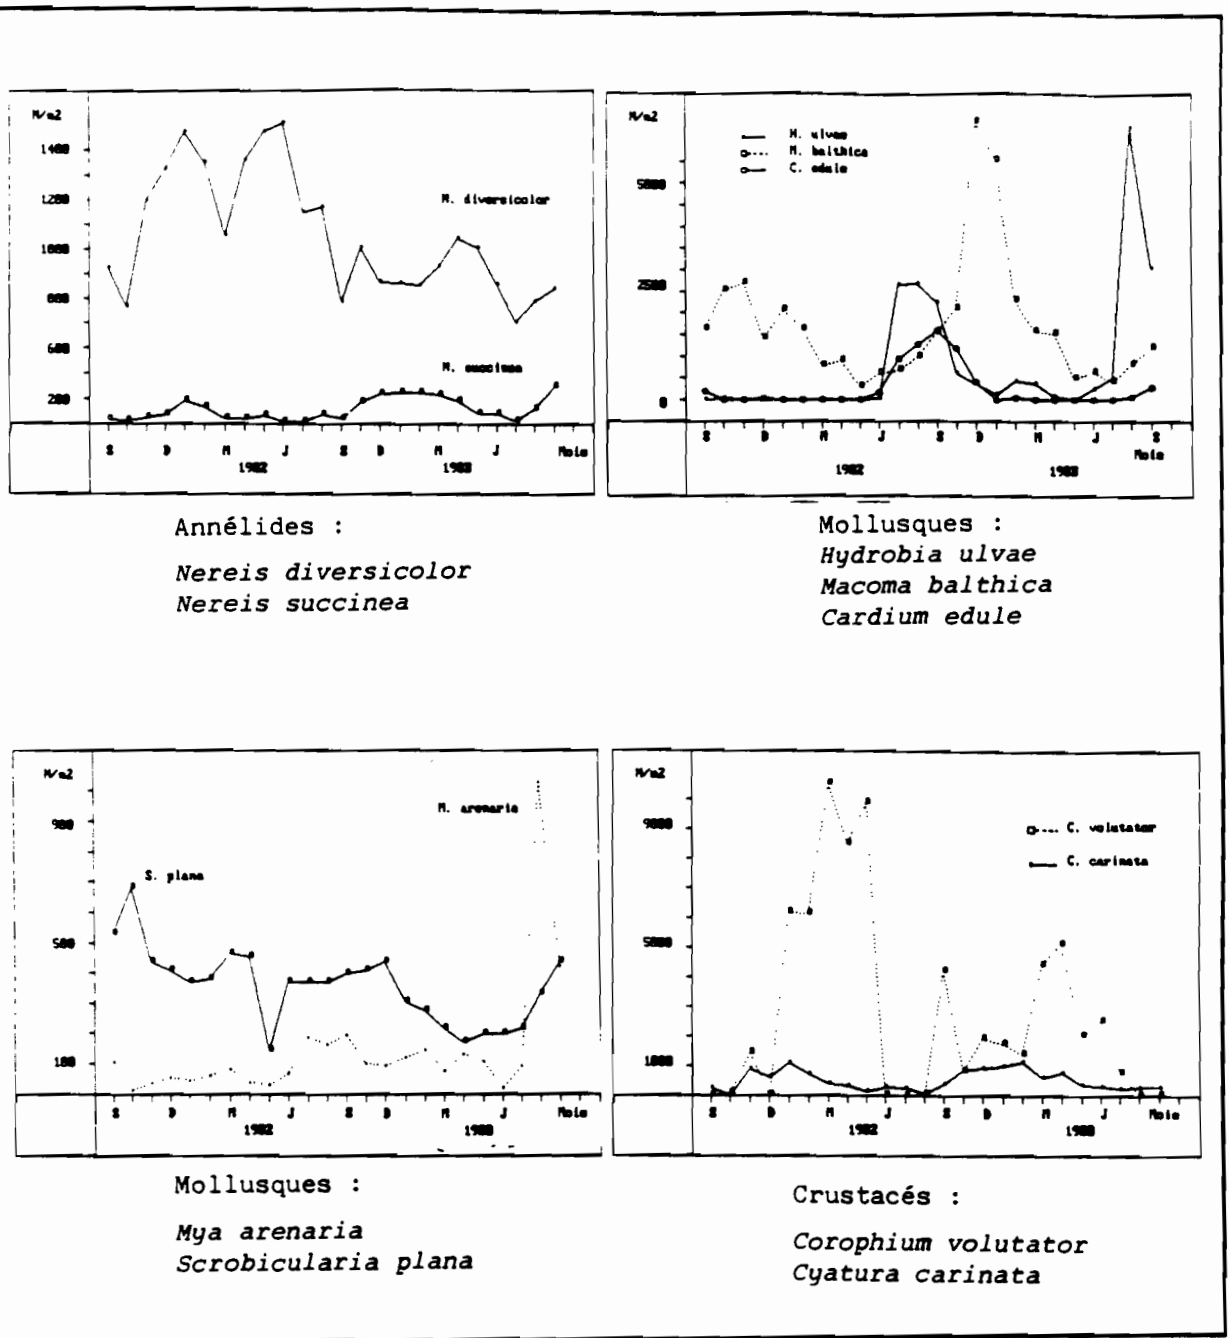 N/m2
1400
1200
1000
800
600
200
N. diversicolor
N. succinea
S D M J S D M J Mois
1982 1983
Annélides :
Nereis diversicolor
Nereis succinea
N/m2
H. ulvae
M. balthica
C. edule
5000
2500
0
S D M J S D M J S
Mois
1982 1983
Mollusques :
Hydrobia ulvae
Macoma balthica
Cardium edule
N/m2
900
500
100
M. arenaria
S. plana
S D M J S D M J Mois
1982 1983
Mollusques :
Mya arenaria
Scrobicularia plana
N/m2
9000
5000
1000
C. volutator
C. carinata
S D M J S D M J Mois
1982 1983
Crustacés :
Corophium volutator
Cyatura carinata